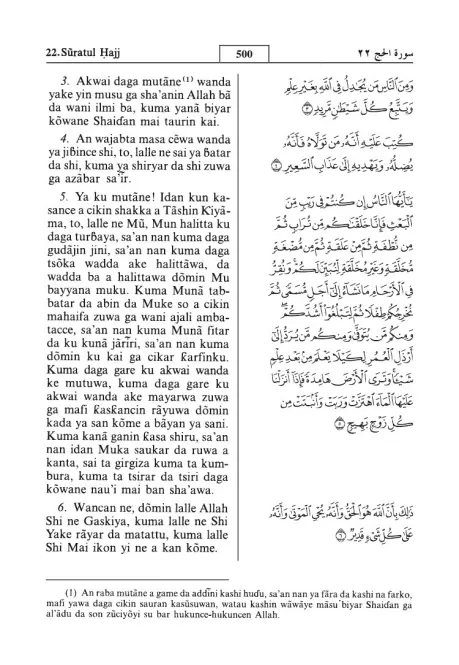 22. Sūratul Ḥajj
500
سورة الحج ٢٢
3. Akwai daga mutāne(1) wanda
yake yin musu ga sha'anin Allah bā
da wani ilmi ba, kuma yanā biyar
kōwane Shaiɗan mai taurin kai.
4. An wajabta masa cēwa wanda
ya jiɓince shi, to, lalle ne sai ya ɓatar
da shi, kuma ya shiryar da shi zuwa
ga azābar sa'īr.
5. Ya ku mutāne! Idan kun ka-
sance a cikin shakka a Tāshin Kiyā-
ma, to, lalle ne Mū, Mun halitta ku
daga turɓaya, sa'an nan kuma daga
gudājin jini, sa'an nan kuma daga
tsōka wadda ake halittāwa, da
wadda ba a halittawa dōmin Mu
bayyana muku. Kuma Munā tab-
batar da abin da Muke so a cikin
mahaifa zuwa ga wani ajali amba-
tacce, sa'an nan kuma Munā fitar
da ku kunā jārīri, sa'an nan kuma
dōmin ku kai ga cikar ƙarfinku.
Kuma daga gare ku akwai wanda
ke mutuwa, kuma daga gare ku
akwai wanda ake mayarwa zuwa
ga mafi ƙasƙancin rāyuwa dōmin
kada ya san kōme a bāyan ya sani.
Kuma kanā ganin ƙasa shiru, sa'an
nan idan Muka saukar da ruwa a
kanta, sai ta girgiza kuma ta kum-
bura, kuma ta tsirar da tsiri daga
kōwane nau'i mai ban sha'awa.
6. Wancan ne, dōmin lalle Allah
Shi ne Gaskiya, kuma lalle ne Shi
Yake rāyar da matattu, kuma lalle
Shi Mai ikon yi ne a kan kōme.
وَمِنَ ٱلنَّاسِ مَن يُجَٰدِلُ فِى ٱللَّهِ بِغَيْرِ عِلْمٍ
وَيَتَّبِعُ كُلَّ شَيْطَٰنٍ مَّرِيدٍ ٣
كُتِبَ عَلَيْهِ أَنَّهُۥ مَن تَوَلَّاهُ فَأَنَّهُۥ
يُضِلُّهُۥ وَيَهْدِيهِ إِلَىٰ عَذَابِ ٱلسَّعِيرِ ٤
يَٰٓأَيُّهَا ٱلنَّاسُ إِن كُنتُمْ فِى رَيْبٍ مِّنَ
ٱلْبَعْثِ فَإِنَّا خَلَقْنَٰكُم مِّن تُرَابٍ ثُمَّ
مِن نُّطْفَةٍ ثُمَّ مِنْ عَلَقَةٍ ثُمَّ مِن مُّضْغَةٍ
مُّخَلَّقَةٍ وَغَيْرِ مُخَلَّقَةٍ لِّنُبَيِّنَ لَكُمْ وَنُقِرُّ
فِى ٱلْأَرْحَامِ مَا نَشَآءُ إِلَىٰٓ أَجَلٍ مُّسَمًّى ثُمَّ
نُخْرِجُكُمْ طِفْلًا ثُمَّ لِتَبْلُغُوٓا۟ أَشُدَّكُمْ
وَمِنكُم مَّن يُتَوَفَّىٰ وَمِنكُم مَّن يُرَدُّ إِلَىٰٓ
أَرْذَلِ ٱلْعُمُرِ لِكَيْلَا يَعْلَمَ مِنۢ بَعْدِ عِلْمٍ
شَيْـًٔا وَتَرَى ٱلْأَرْضَ هَامِدَةً فَإِذَآ أَنزَلْنَا
عَلَيْهَا ٱلْمَآءَ ٱهْتَزَّتْ وَرَبَتْ وَأَنۢبَتَتْ مِن
كُلِّ زَوْجٍۭ بَهِيجٍ ٥
ذَٰلِكَ بِأَنَّ ٱللَّهَ هُوَ ٱلْحَقُّ وَأَنَّهُۥ يُحْىِ ٱلْمَوْتَىٰ وَأَنَّهُۥ
عَلَىٰ كُلِّ شَىْءٍ قَدِيرٌ ٦
(1) An raba mutāne a game da addīni kashi huɗu, sa'an nan ya fāra da kashi na farko,
mafi yawa daga cikin sauran kasūsuwan, watau kashin wāwāye māsu biyar Shaiɗan ga
al'ādu da son zūciyōyi su bar hukunce-hukuncen Allah.